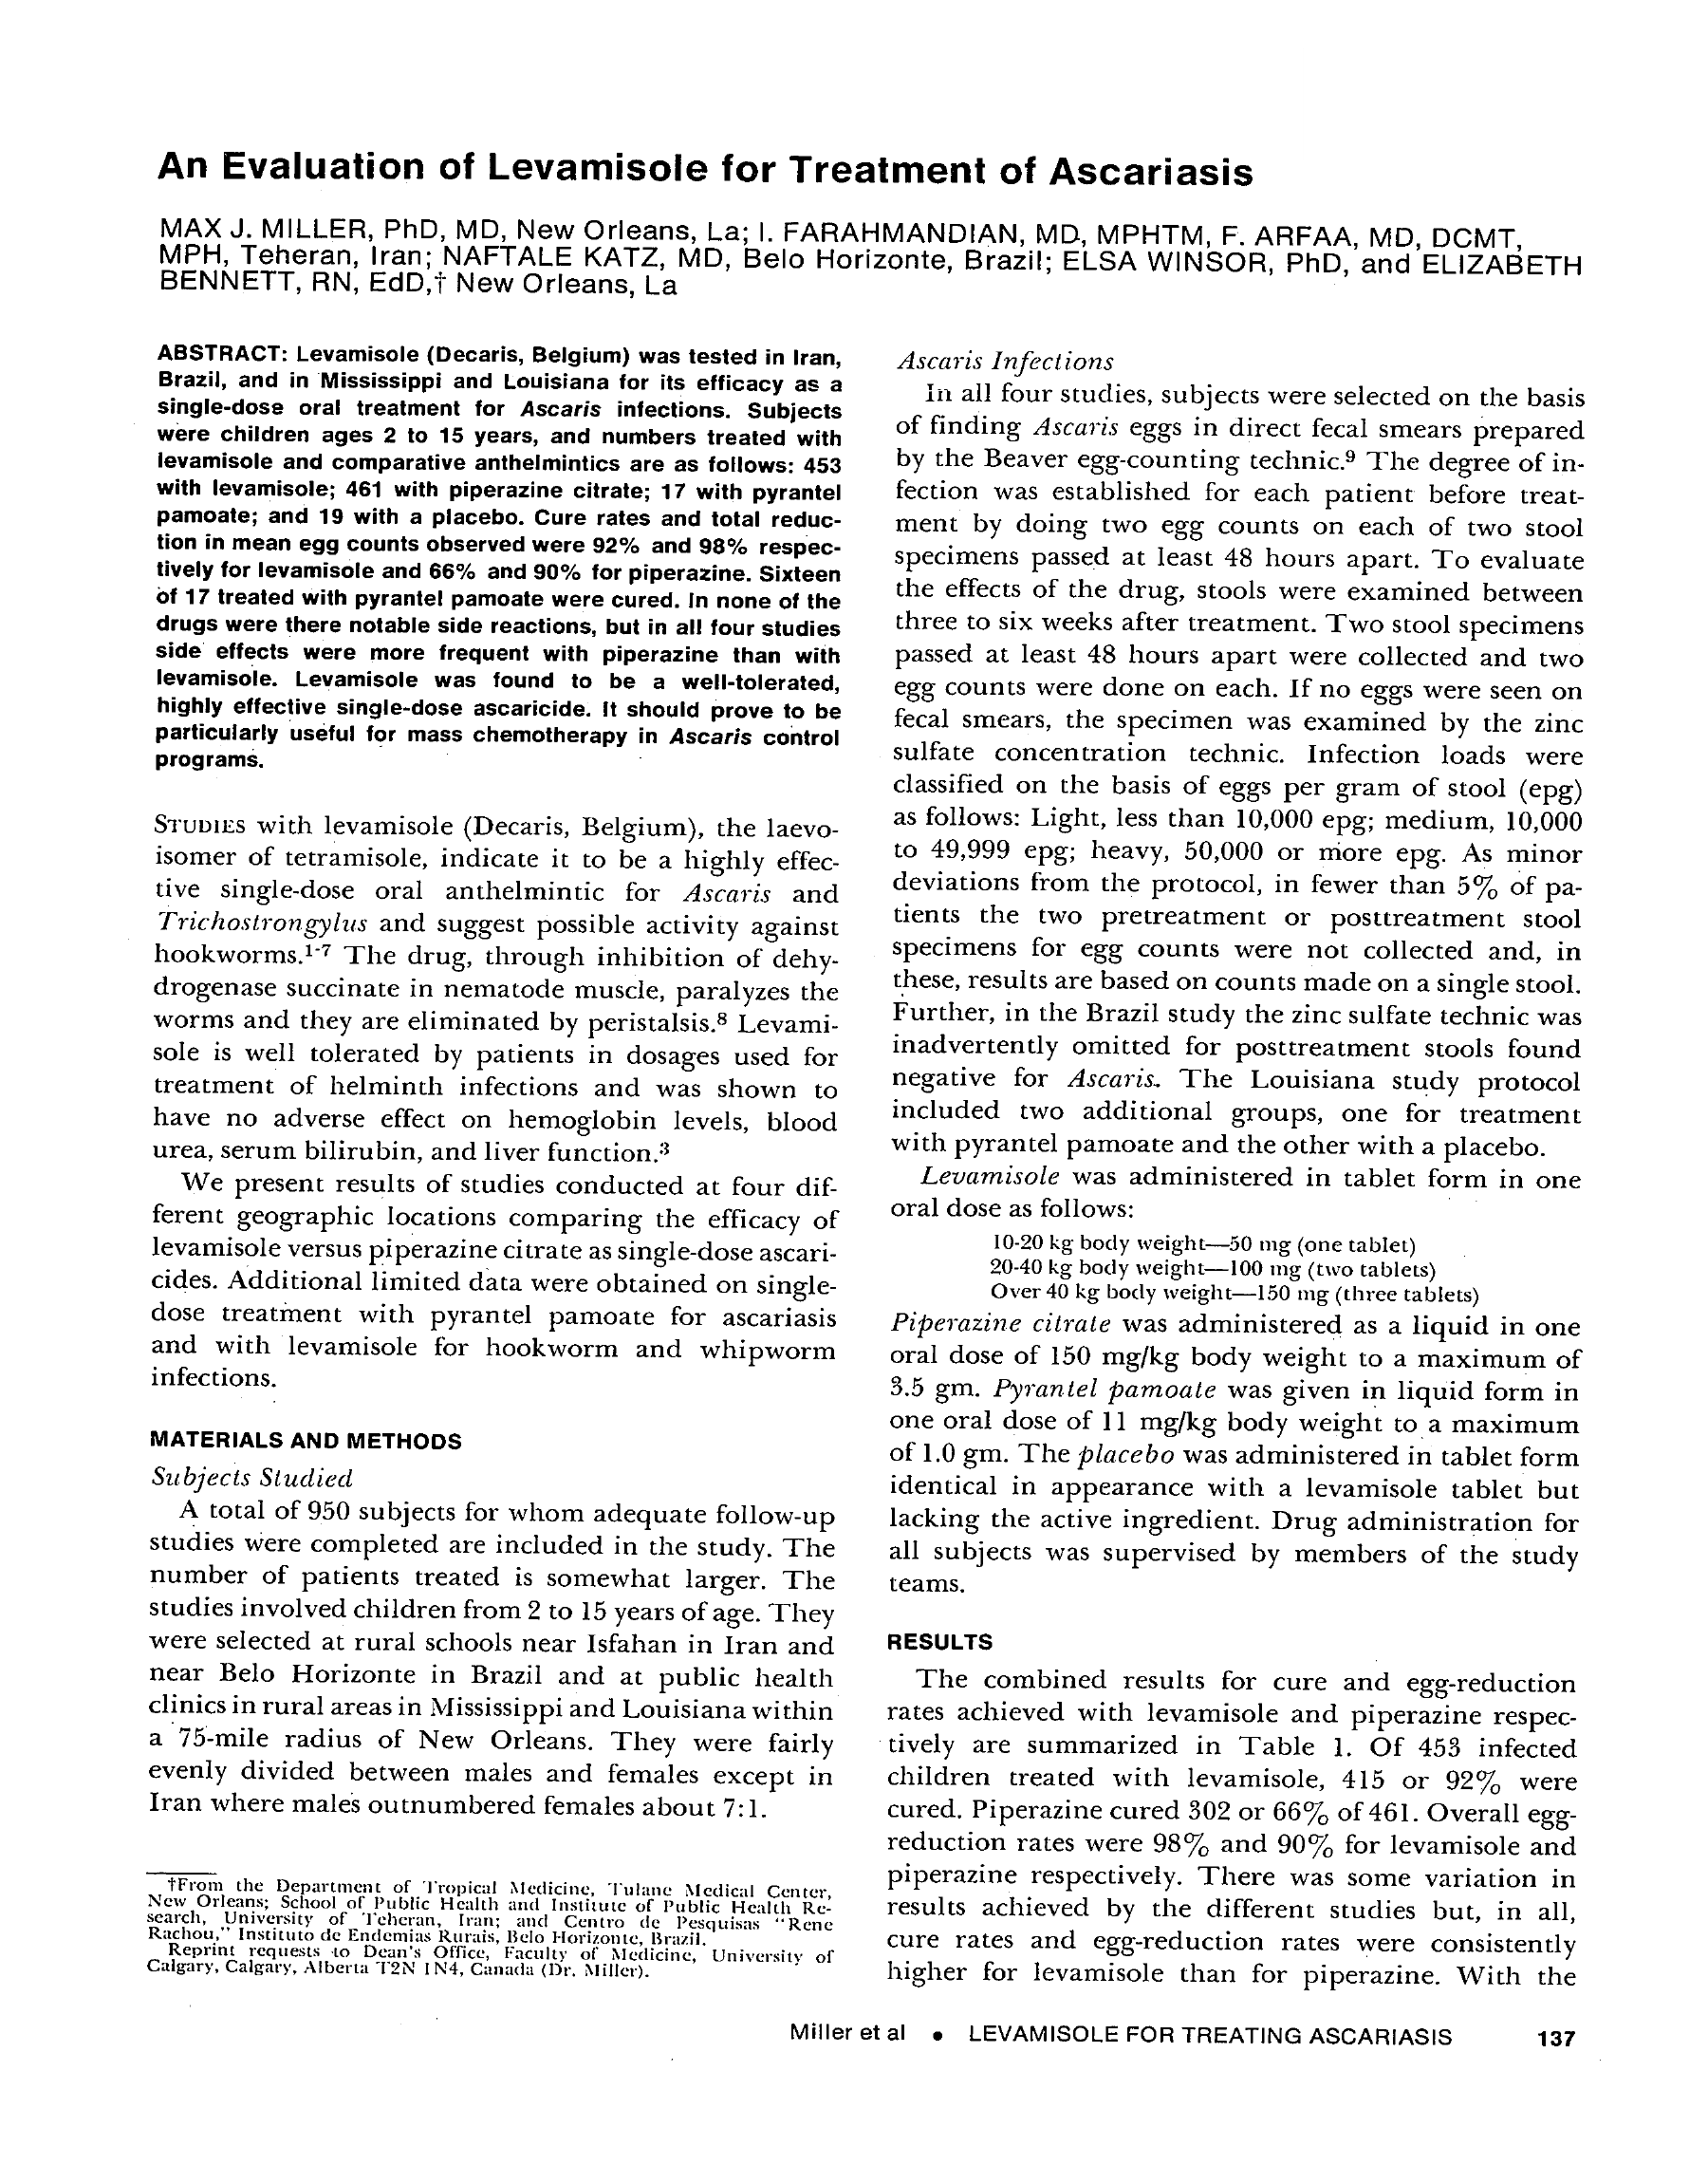 An Evaluation of Levamisole for Treatment of Ascariasis
MAX J. MILLER, PhD, MD, New Orleans, La; I. FARAHMANDIAN, MD, MPHTM, F. ARFAA, MD, DCMT,
MPH, Teheran, Iran; NAFTALE KATZ, MD, Belo Horizonte, Brazil; ELSA WINSOR, PhD, and ELIZABETH
BENNETT, RN, EdD,† New Orleans, La
ABSTRACT: Levamisole (Decaris, Belgium) was tested in Iran,
Brazil, and in Mississippi and Louisiana for its efficacy as a
single-dose oral treatment for Ascaris infections. Subjects
were children ages 2 to 15 years, and numbers treated with
levamisole and comparative anthelmintics are as follows: 453
with levamisole; 461 with piperazine citrate; 17 with pyrantel
pamoate; and 19 with a placebo. Cure rates and total reduc-
tion in mean egg counts observed were 92% and 98% respec-
tively for levamisole and 66% and 90% for piperazine. Sixteen
of 17 treated with pyrantel pamoate were cured. In none of the
drugs were there notable side reactions, but in all four studies
side effects were more frequent with piperazine than with
levamisole. Levamisole was found to be a well-tolerated,
highly effective single-dose ascaricide. It should prove to be
particularly useful for mass chemotherapy in Ascaris control
programs.
STUDIES with levamisole (Decaris, Belgium), the laevo-
isomer of tetramisole, indicate it to be a highly effec-
tive single-dose oral anthelmintic for Ascaris and
Trichostrongylus and suggest possible activity against
hookworms.1-7 The drug, through inhibition of dehy-
drogenase succinate in nematode muscle, paralyzes the
worms and they are eliminated by peristalsis.8 Levami-
sole is well tolerated by patients in dosages used for
treatment of helminth infections and was shown to
have no adverse effect on hemoglobin levels, blood
urea, serum bilirubin, and liver function.3
We present results of studies conducted at four dif-
ferent geographic locations comparing the efficacy of
levamisole versus piperazine citrate as single-dose ascari-
cides. Additional limited data were obtained on single-
dose treatment with pyrantel pamoate for ascariasis
and with levamisole for hookworm and whipworm
infections.
MATERIALS AND METHODS
Subjects Studied
A total of 950 subjects for whom adequate follow-up
studies were completed are included in the study. The
number of patients treated is somewhat larger. The
studies involved children from 2 to 15 years of age. They
were selected at rural schools near Isfahan in Iran and
near Belo Horizonte in Brazil and at public health
clinics in rural areas in Mississippi and Louisiana within
a 75-mile radius of New Orleans. They were fairly
evenly divided between males and females except in
Iran where males outnumbered females about 7:1.
†From the Department of Tropical Medicine, Tulane Medical Center,
New Orleans; School of Public Health and Institute of Public Health Re-
search, University of Teheran, Iran; and Centro de Pesquisas "Rene
Rachou," Instituto de Endemias Rurais, Belo Horizonte, Brazil.
Reprint requests to Dean's Office, Faculty of Medicine, University of
Calgary, Calgary, Alberta T2N 1N4, Canada (Dr. Miller).
Ascaris Infections
In all four studies, subjects were selected on the basis
of finding Ascaris eggs in direct fecal smears prepared
by the Beaver egg-counting technic.9 The degree of in-
fection was established for each patient before treat-
ment by doing two egg counts on each of two stool
specimens passed at least 48 hours apart. To evaluate
the effects of the drug, stools were examined between
three to six weeks after treatment. Two stool specimens
passed at least 48 hours apart were collected and two
egg counts were done on each. If no eggs were seen on
fecal smears, the specimen was examined by the zinc
sulfate concentration technic. Infection loads were
classified on the basis of eggs per gram of stool (epg)
as follows: Light, less than 10,000 epg; medium, 10,000
to 49,999 epg; heavy, 50,000 or more epg. As minor
deviations from the protocol, in fewer than 5% of pa-
tients the two pretreatment or posttreatment stool
specimens for egg counts were not collected and, in
these, results are based on counts made on a single stool.
Further, in the Brazil study the zinc sulfate technic was
inadvertently omitted for posttreatment stools found
negative for Ascaris. The Louisiana study protocol
included two additional groups, one for treatment
with pyrantel pamoate and the other with a placebo.
Levamisole was administered in tablet form in one
oral dose as follows:
10-20 kg body weight—50 mg (one tablet)
20-40 kg body weight—100 mg (two tablets)
Over 40 kg body weight—150 mg (three tablets)
Piperazine citrate was administered as a liquid in one
oral dose of 150 mg/kg body weight to a maximum of
3.5 gm. Pyrantel pamoate was given in liquid form in
one oral dose of 11 mg/kg body weight to a maximum
of 1.0 gm. The placebo was administered in tablet form
identical in appearance with a levamisole tablet but
lacking the active ingredient. Drug administration for
all subjects was supervised by members of the study
teams.
RESULTS
The combined results for cure and egg-reduction
rates achieved with levamisole and piperazine respec-
tively are summarized in Table 1. Of 453 infected
children treated with levamisole, 415 or 92% were
cured. Piperazine cured 302 or 66% of 461. Overall egg-
reduction rates were 98% and 90% for levamisole and
piperazine respectively. There was some variation in
results achieved by the different studies but, in all,
cure rates and egg-reduction rates were consistently
higher for levamisole than for piperazine. With the
Miller et al • LEVAMISOLE FOR TREATING ASCARIASIS 137